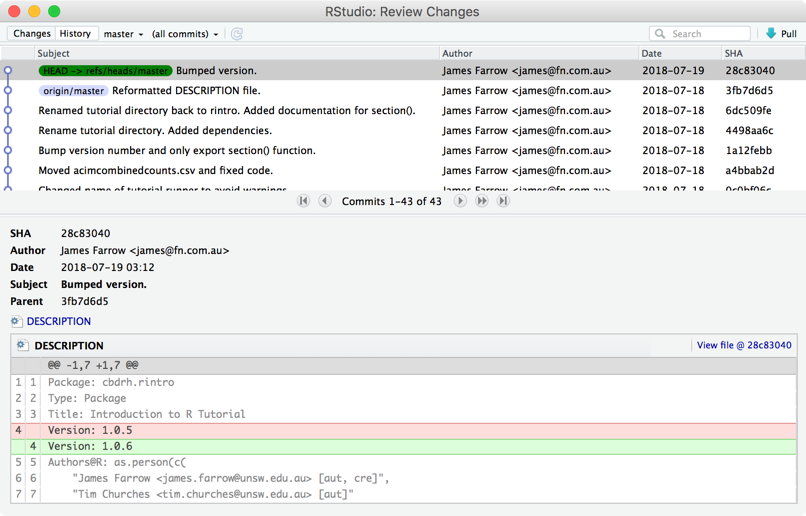 RStudio: Review Changes
Changes History master (all commits) Search Pull
Subject Author Date SHA
HEAD -> refs/heads/master Bumped version. James Farrow <james@fn.com.au> 2018-07-19 28c83040
origin/master Reformatted DESCRIPTION file. James Farrow <james@fn.com.au> 2018-07-18 3fb7d6d5
Renamed tutorial directory back to rintro. Added documentation for section(). James Farrow <james@fn.com.au> 2018-07-18 6dc509fe
Rename tutorial directory. Added dependencies. James Farrow <james@fn.com.au> 2018-07-18 4498aa6c
Bump version number and only export section() function. James Farrow <james@fn.com.au> 2018-07-18 1a12febb
Moved acimcombinedcounts.csv and fixed code. James Farrow <james@fn.com.au> 2018-07-18 a4bbab2d
Changed name of tutorial runner to avoid warnings James Farrow <james@fn.com.au> 2018-07-18
Commits 1-43 of 43
SHA 28c83040
Author James Farrow <james@fn.com.au>
Date 2018-07-19 03:12
Subject Bumped version.
Parent 3fb7d6d5
DESCRIPTION
DESCRIPTION View file @ 28c83040
@@ -1,7 +1,7 @@
1 1 Package: cbdrh.rintro
2 2 Type: Package
3 3 Title: Introduction to R Tutorial
4 Version: 1.0.5
4 Version: 1.0.6
5 5 Authors@R: as.person(c(
6 6 "James Farrow <james.farrow@unsw.edu.au> [aut, cre]",
7 7 "Tim Churches <tim.churches@unsw.edu.au> [aut]"